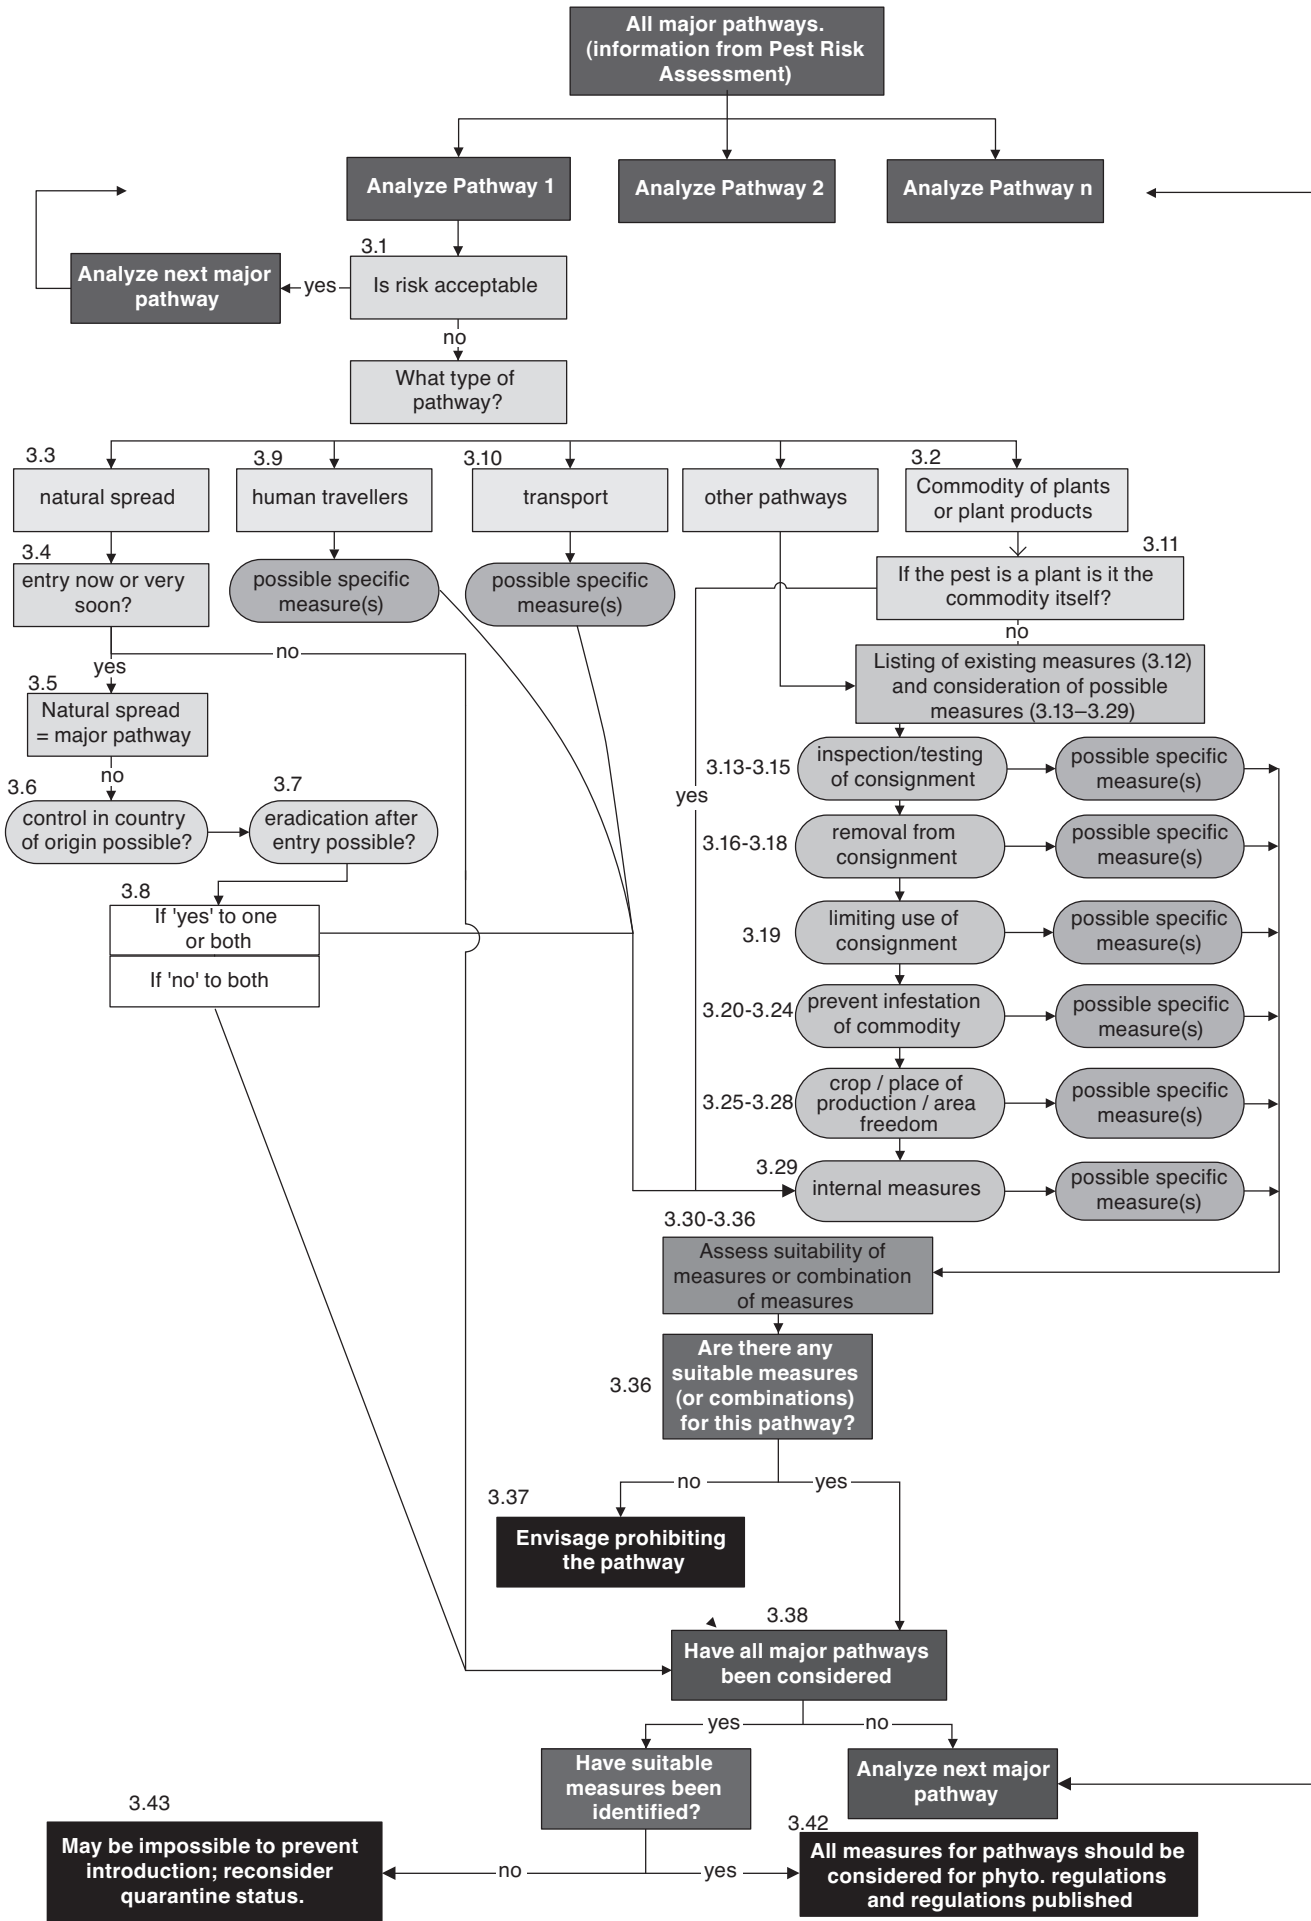 All major pathways.
(information from Pest Risk
Assessment)
Analyze Pathway 1
Analyze Pathway 2
Analyze Pathway n
3.1
Analyze next major
pathway
yes
Is risk acceptable
no
What type of
pathway?
3.3
natural spread
3.9
human travellers
3.10
transport
other pathways
3.2
Commodity of plants
or plant products
3.4
entry now or very
soon?
possible specific
measure(s)
possible specific
measure(s)
3.11
If the pest is a plant is it the
commodity itself?
no
no
yes
3.5
Natural spread
= major pathway
Listing of existing measures (3.12)
and consideration of possible
measures (3.13–3.29)
no
3.6
control in country
of origin possible?
3.7
eradication after
entry possible?
yes
3.13-3.15
inspection/testing
of consignment
possible specific
measure(s)
3.16-3.18
removal from
consignment
possible specific
measure(s)
3.8
If 'yes' to one
or both
If 'no' to both
3.19
limiting use of
consignment
possible specific
measure(s)
3.20-3.24
prevent infestation
of commodity
possible specific
measure(s)
3.25-3.28
crop / place of
production / area
freedom
possible specific
measure(s)
3.29
internal measures
possible specific
measure(s)
3.30-3.36
Assess suitability of
measures or combination
of measures
3.36
Are there any
suitable measures
(or combinations)
for this pathway?
no
yes
3.37
Envisage prohibiting
the pathway
3.38
Have all major pathways
been considered
yes
no
Have suitable
measures been
identified?
Analyze next major
pathway
3.43
May be impossible to prevent
introduction; reconsider
quarantine status.
no
yes
3.42
All measures for pathways should be
considered for phyto. regulations
and regulations published